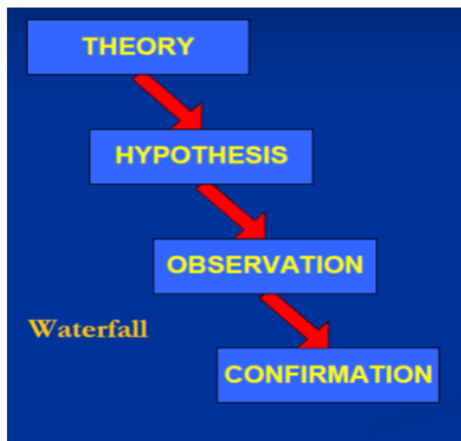 THEORY
HYPOTHESIS
OBSERVATION
Waterfall
CONFIRMATION